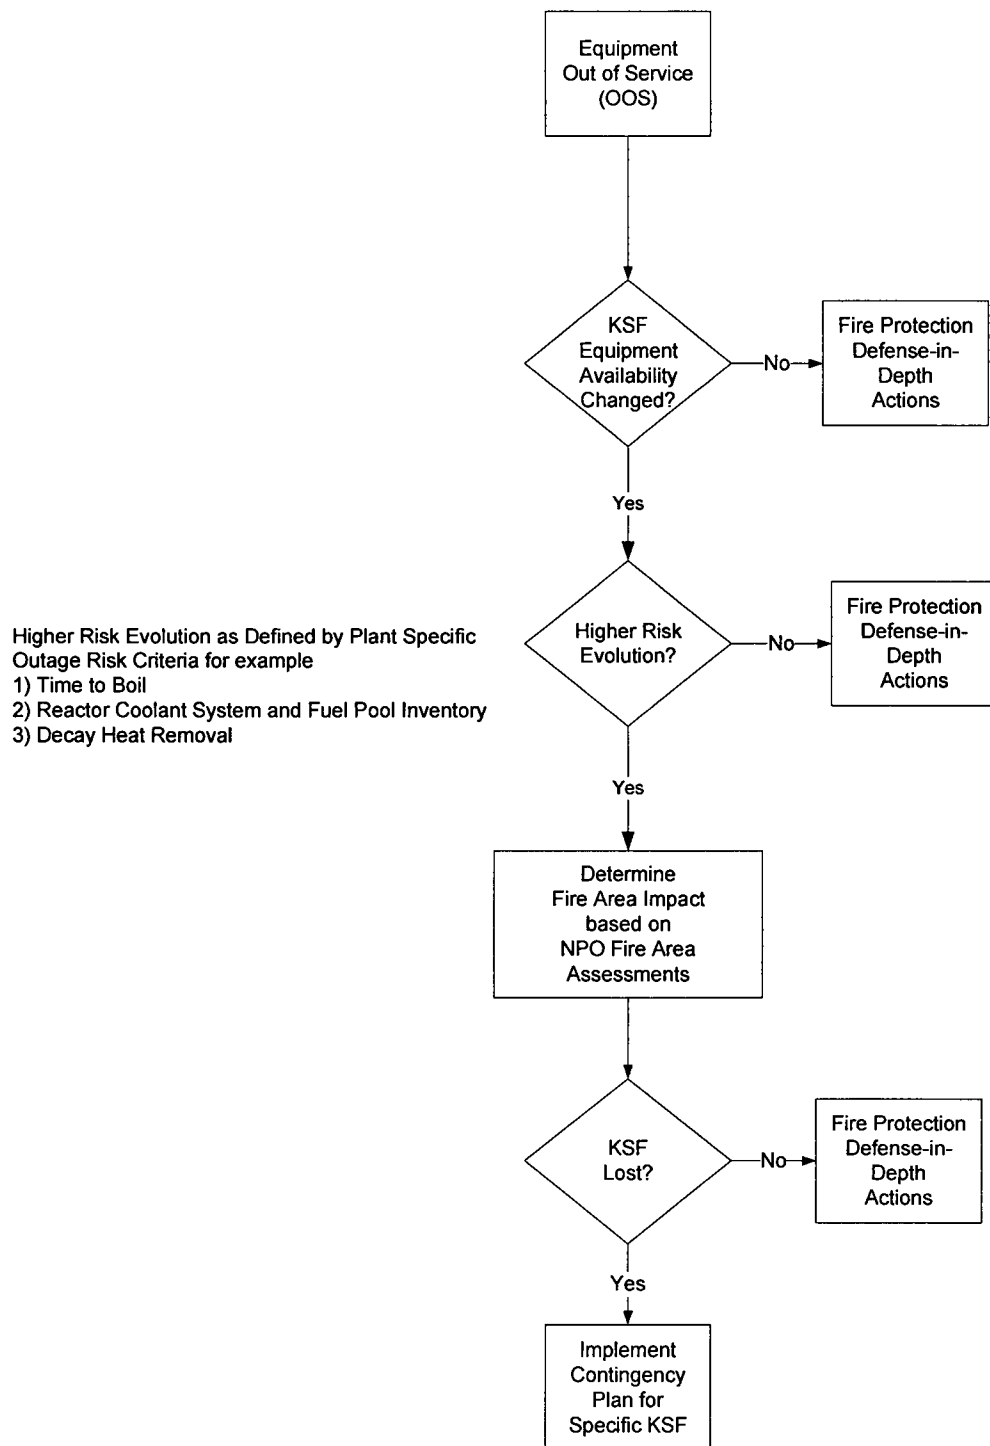 Equipment
Out of Service
(OOS)
KSF
Equipment
Availability
Changed?
No
Fire Protection
Defense-in-
Depth
Actions
Yes
Higher Risk Evolution as Defined by Plant Specific
Outage Risk Criteria for example
1) Time to Boil
2) Reactor Coolant System and Fuel Pool Inventory
3) Decay Heat Removal
Higher Risk
Evolution?
No
Fire Protection
Defense-in-
Depth
Actions
Yes
Determine
Fire Area Impact
based on
NPO Fire Area
Assessments
KSF
Lost?
No
Fire Protection
Defense-in-
Depth
Actions
Yes
Implement
Contingency
Plan for
Specific KSF